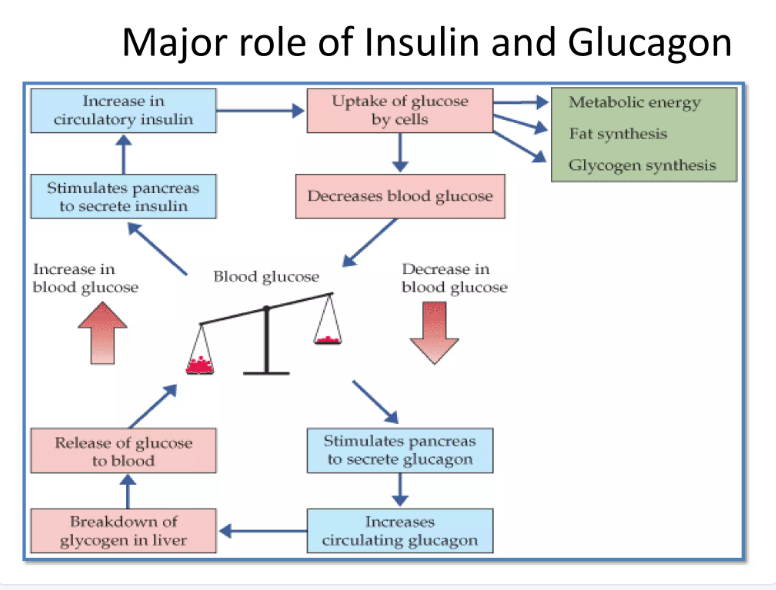 Major role of Insulin and Glucagon
Increase in
circulatory insulin
Uptake of glucose
by cells
Metabolic energy
Fat synthesis
Glycogen synthesis
Stimulates pancreas
to secrete insulin
Decreases blood glucose
Increase in
blood glucose
Blood glucose
Decrease in
blood glucose
Release of glucose
to blood
Stimulates pancreas
to secrete glucagon
Breakdown of
glycogen in liver
Increases
circulating glucagon